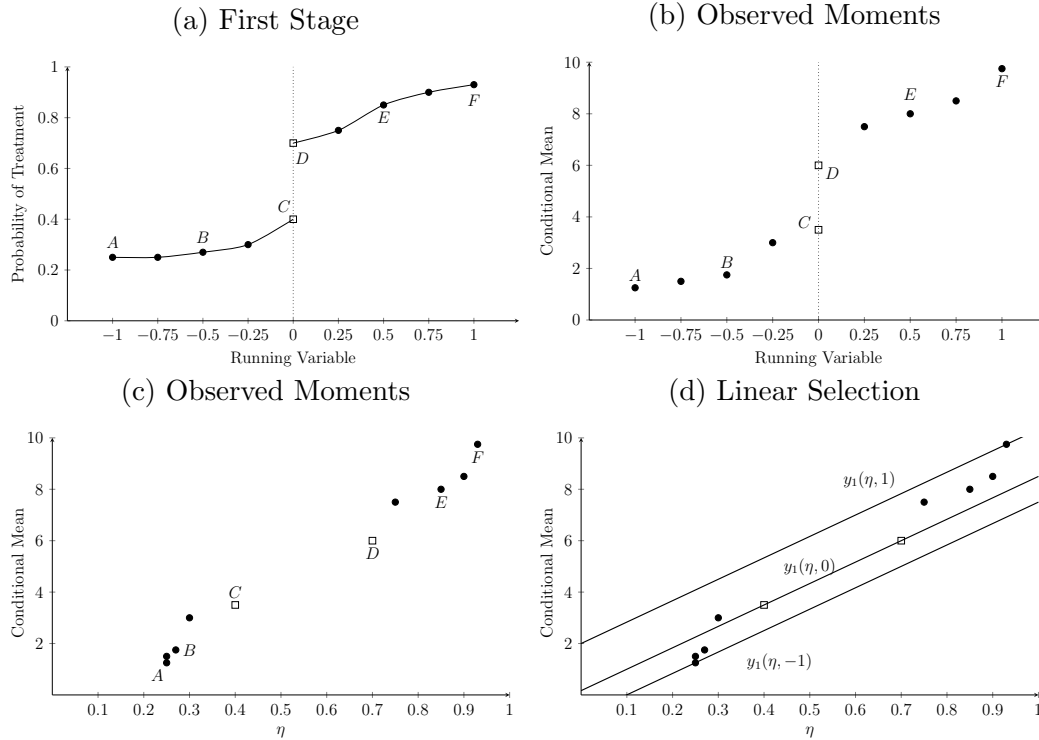 (a) First Stage
1
0.8
0.6
0.4
0.2
0
Probability of Treatment
A
B
C
D
E
F
−1 −0.75 −0.5 −0.25 0 0.25 0.5 0.75 1
Running Variable
(b) Observed Moments
10
8
6
4
2
0
Conditional Mean
A
B
C
D
E
F
−1 −0.75 −0.5 −0.25 0 0.25 0.5 0.75 1
Running Variable
(c) Observed Moments
10
8
6
4
2
Conditional Mean
A
B
C
D
E
F
0.1 0.2 0.3 0.4 0.5 0.6 0.7 0.8 0.9 1
η
(d) Linear Selection
10
8
6
4
2
Conditional Mean
y₁(η, 1)
y₁(η, 0)
y₁(η, −1)
0.1 0.2 0.3 0.4 0.5 0.6 0.7 0.8 0.9 1
η